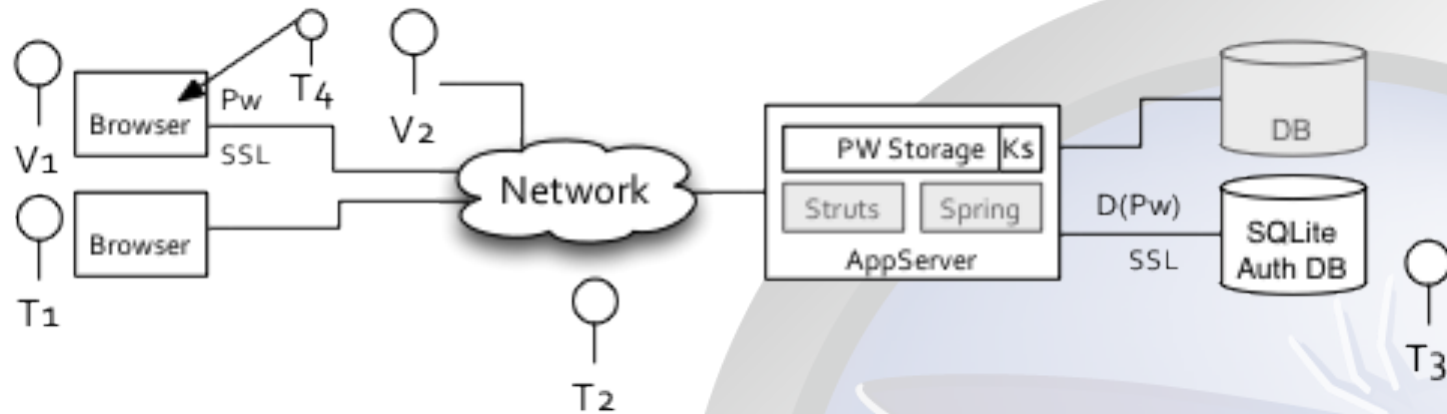 V1
Browser
Pw
SSL
T4
V2
T1
Browser
Network
T2
PW Storage
Ks
Struts
Spring
AppServer
DB
D(Pw)
SSL
SQLite
Auth DB
T3